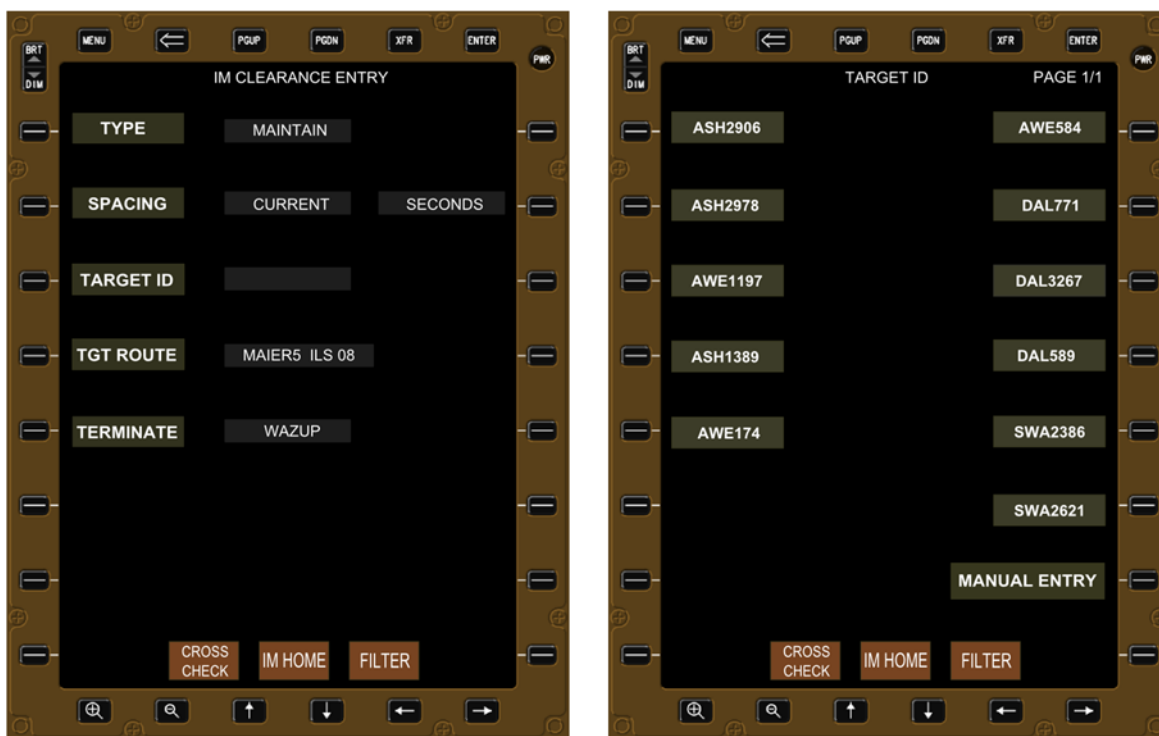 MENU PGUP PGDN XFR ENTER
BRT
DIM
PWR
IM CLEARANCE ENTRY
TYPE MAINTAIN
SPACING CURRENT SECONDS
TARGET ID
TGT ROUTE MAIER5 ILS 08
TERMINATE WAZUP
CROSS
CHECK
IM HOME
FILTER
MENU PGUP PGDN XFR ENTER
BRT
DIM
PWR
TARGET ID PAGE 1/1
ASH2906 AWE584
ASH2978 DAL771
AWE1197 DAL3267
ASH1389 DAL589
AWE174 SWA2386
SWA2621
MANUAL ENTRY
CROSS
CHECK
IM HOME
FILTER